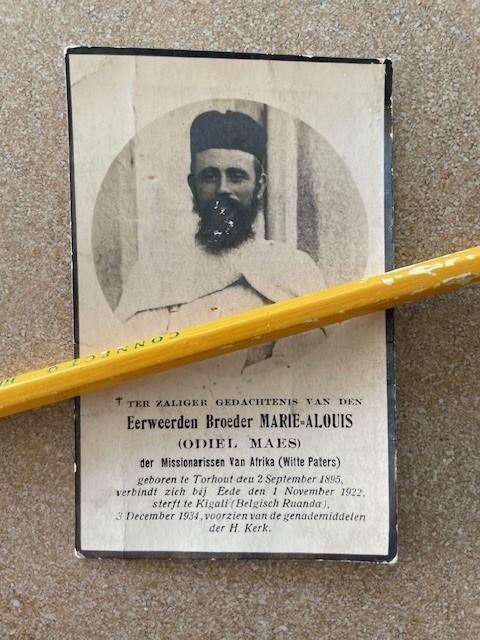 CONNECT
† TER ZALIGER GEDACHTENIS VAN DEN
Eerweerden Broeder MARIE=ALOUIS
(ODIEL MAES)
der Missionarissen Van Afrika (Witte Paters)
geboren te Torhout den 2 September 1895,
verbindt zich bij Eede den 1 November 1922,
sterft te Kigali (Belgisch Ruanda),
3 December 1934, voorzien van de genademiddelen
der H. Kerk.